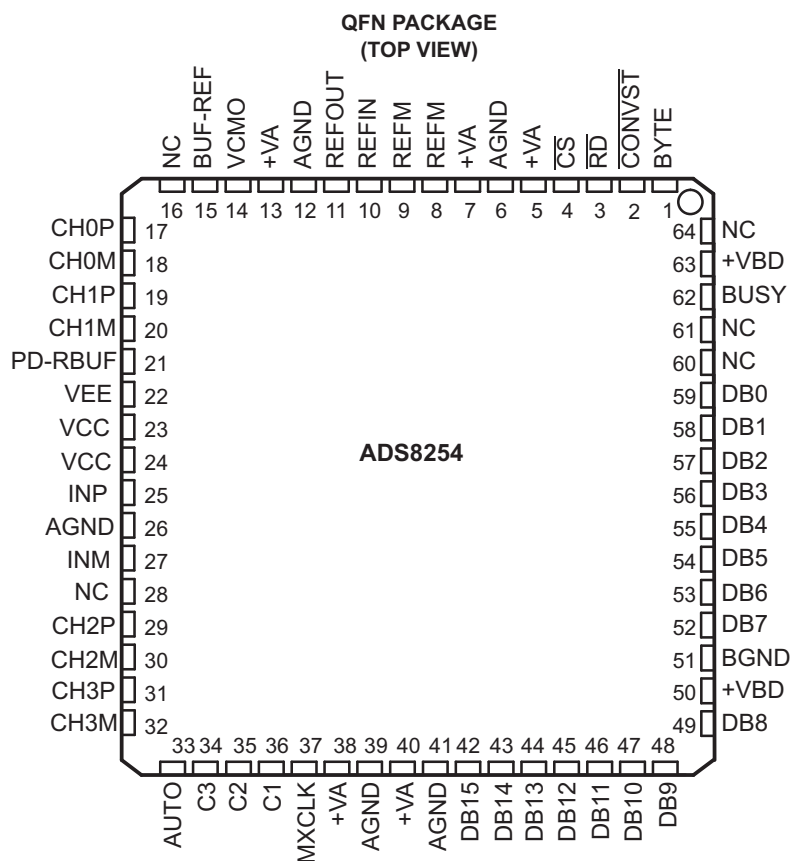 QFN PACKAGE
(TOP VIEW)
NC
BUF-REF
VCMO
+VA
AGND
REFOUT
REFIN
REFM
REFM
+VA
AGND
+VA
CS
RD
CONVST
BYTE
16 15 14 13 12 11 10 9 8 7 6 5 4 3 2 1
CH0P 17
CH0M 18
CH1P 19
CH1M 20
PD-RBUF 21
VEE 22
VCC 23
VCC 24
INP 25
AGND 26
INM 27
NC 28
CH2P 29
CH2M 30
CH3P 31
CH3M 32
ADS8254
64 NC
63 +VBD
62 BUSY
61 NC
60 NC
59 DB0
58 DB1
57 DB2
56 DB3
55 DB4
54 DB5
53 DB6
52 DB7
51 BGND
50 +VBD
49 DB8
33 34 35 36 37 38 39 40 41 42 43 44 45 46 47 48
AUTO
C3
C2
C1
MXCLK
+VA
AGND
+VA
AGND
DB15
DB14
DB13
DB12
DB11
DB10
DB9